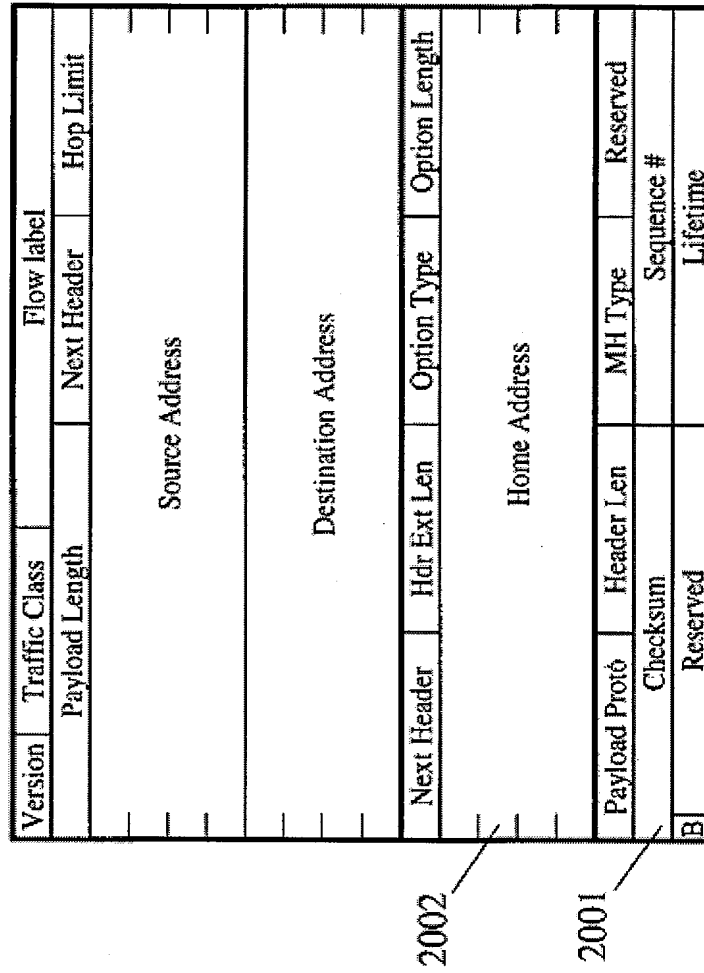 Version Traffic Class Flow label
Payload Length Next Header Hop Limit
Source Address
Destination Address
Next Header Hdr Ext Len Option Type Option Length
2002 Home Address
Payload Proto Header Len MH Type Reserved
2001 Checksum Sequence #
B Reserved Lifetime